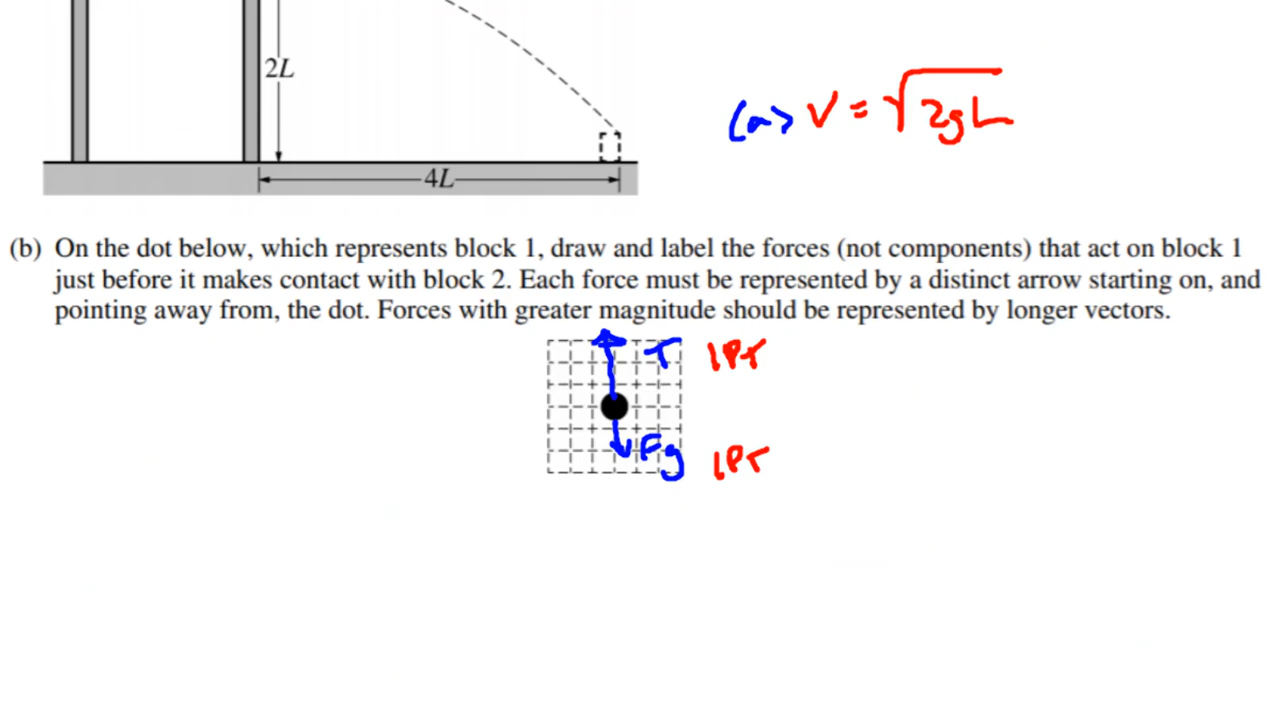 2L
(a) V = √2gL
4L
(b) On the dot below, which represents block 1, draw and label the forces (not components) that act on block 1
just before it makes contact with block 2. Each force must be represented by a distinct arrow starting on, and
pointing away from, the dot. Forces with greater magnitude should be represented by longer vectors.
T 1PT
Fg 1PT